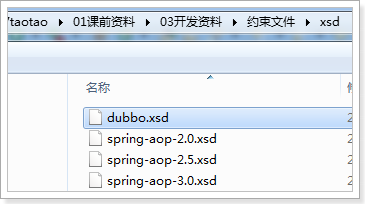 /taotao 01课前资料 03开发资料 约束文件 xsd
名称
dubbo.xsd
spring-aop-2.0.xsd
spring-aop-2.5.xsd
spring-aop-3.0.xsd